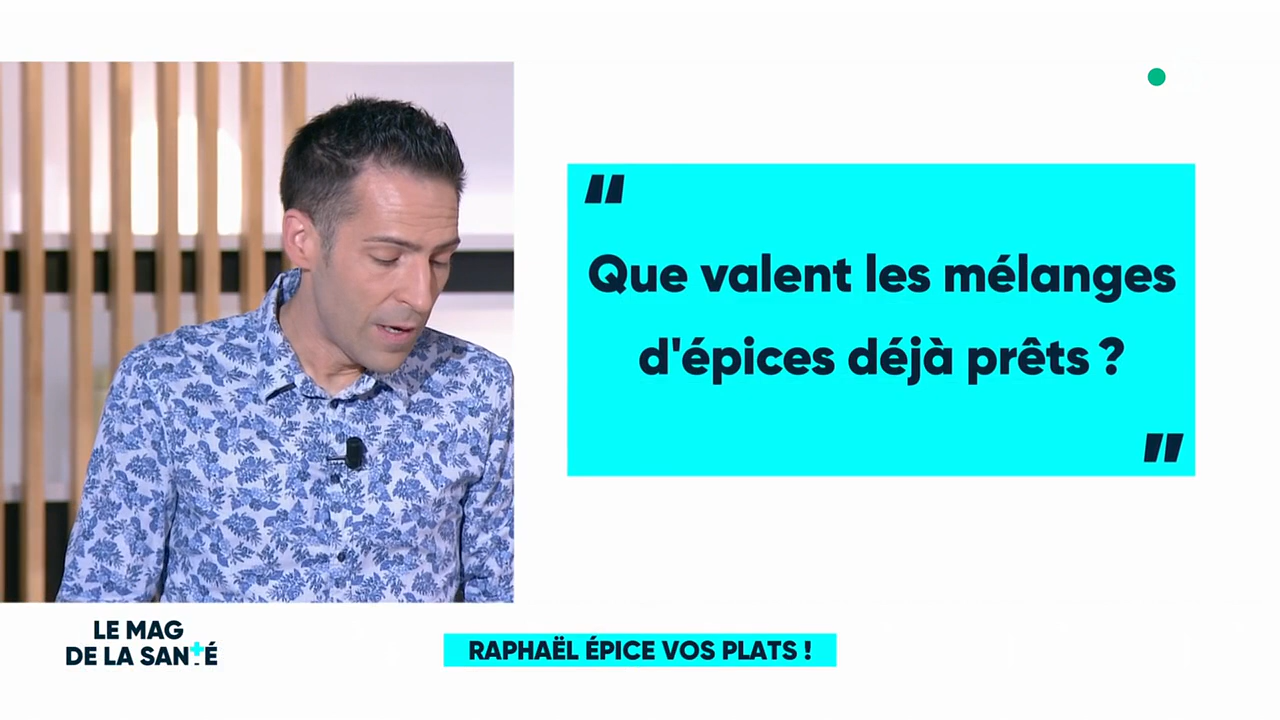 "
Que valent les mélanges
d'épices déjà prêts ?
"
LE MAG
DE LA SANTÉ
RAPHAËL ÉPICE VOS PLATS !